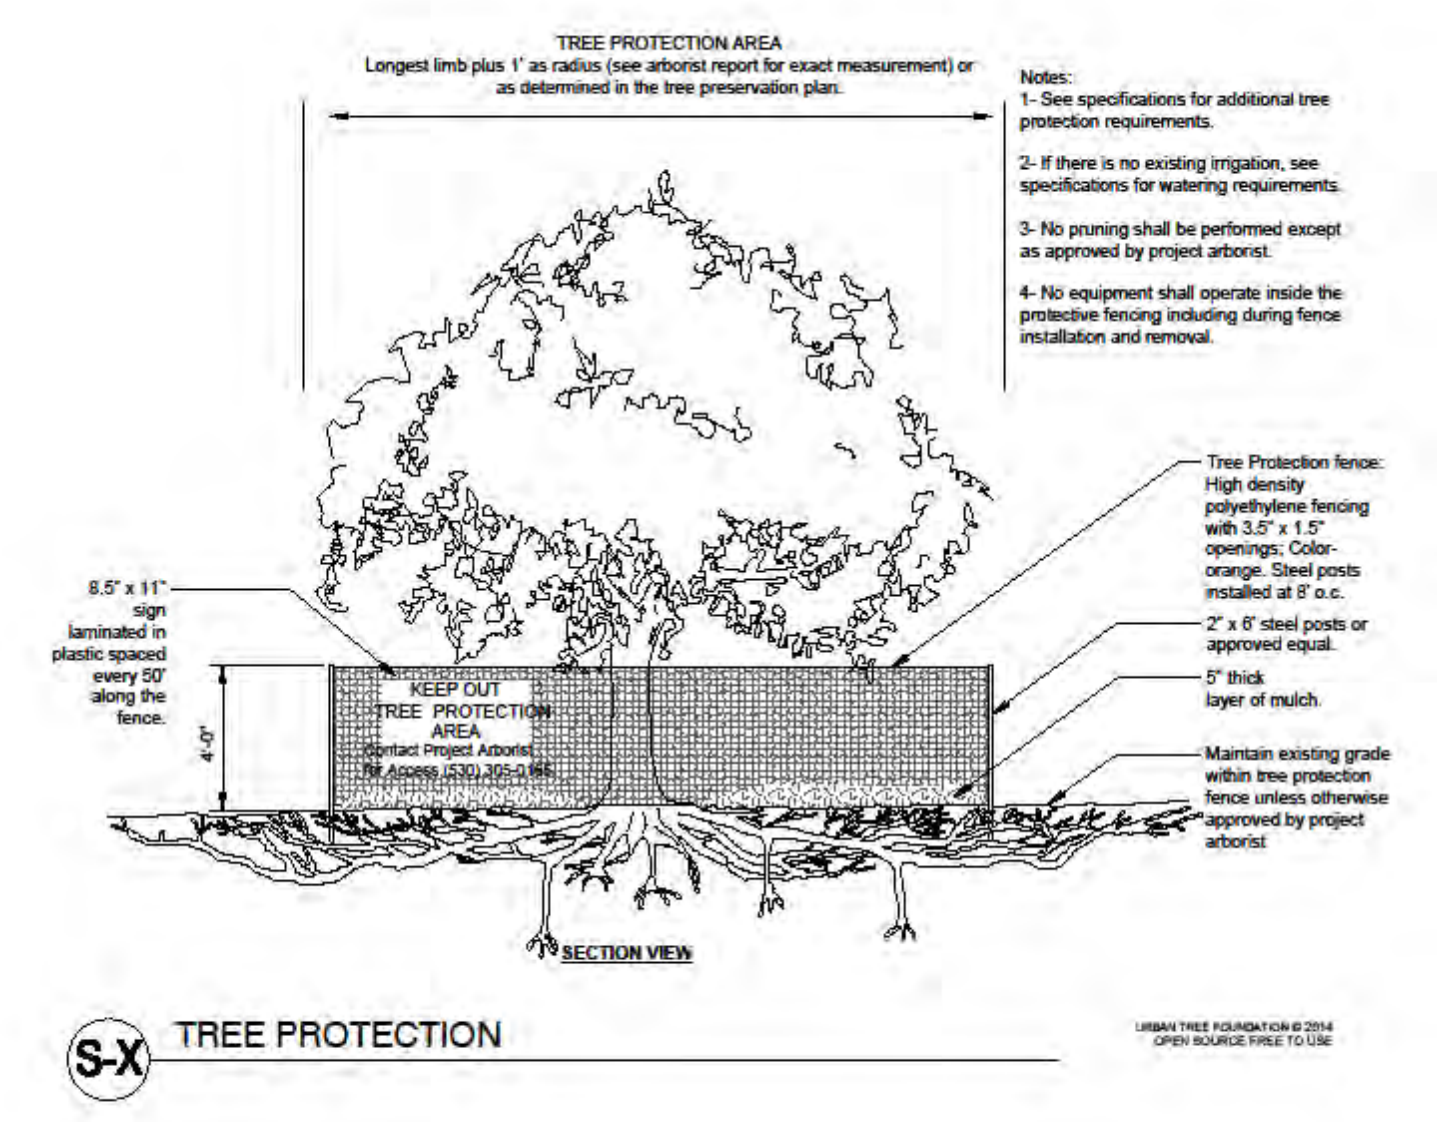 TREE PROTECTION AREA
Longest limb plus 1' as radius (see arborist report for exact measurement) or
as determined in the tree preservation plan.
Notes:
1- See specifications for additional tree
protection requirements.
2- If there is no existing irrigation, see
specifications for watering requirements.
3- No pruning shall be performed except
as approved by project arborist.
4- No equipment shall operate inside the
protective fencing including during fence
installation and removal.
Tree Protection fence:
High density
polyethylene fencing
with 3.5" x 1.5"
openings; Color-
orange. Steel posts
installed at 8' o.c.
2" x 6' steel posts or
approved equal.
5" thick
layer of mulch.
Maintain existing grade
within tree protection
fence unless otherwise
approved by project
arborist
8.5" x 11"
sign
laminated in
plastic spaced
every 50'
along the
fence.
4'-0"
KEEP OUT
TREE PROTECTION
AREA
Contact Project Arborist
for Access (530) 305-0165
SECTION VIEW
S-X
TREE PROTECTION
URBAN TREE FOUNDATION © 2014
OPEN SOURCE FREE TO USE